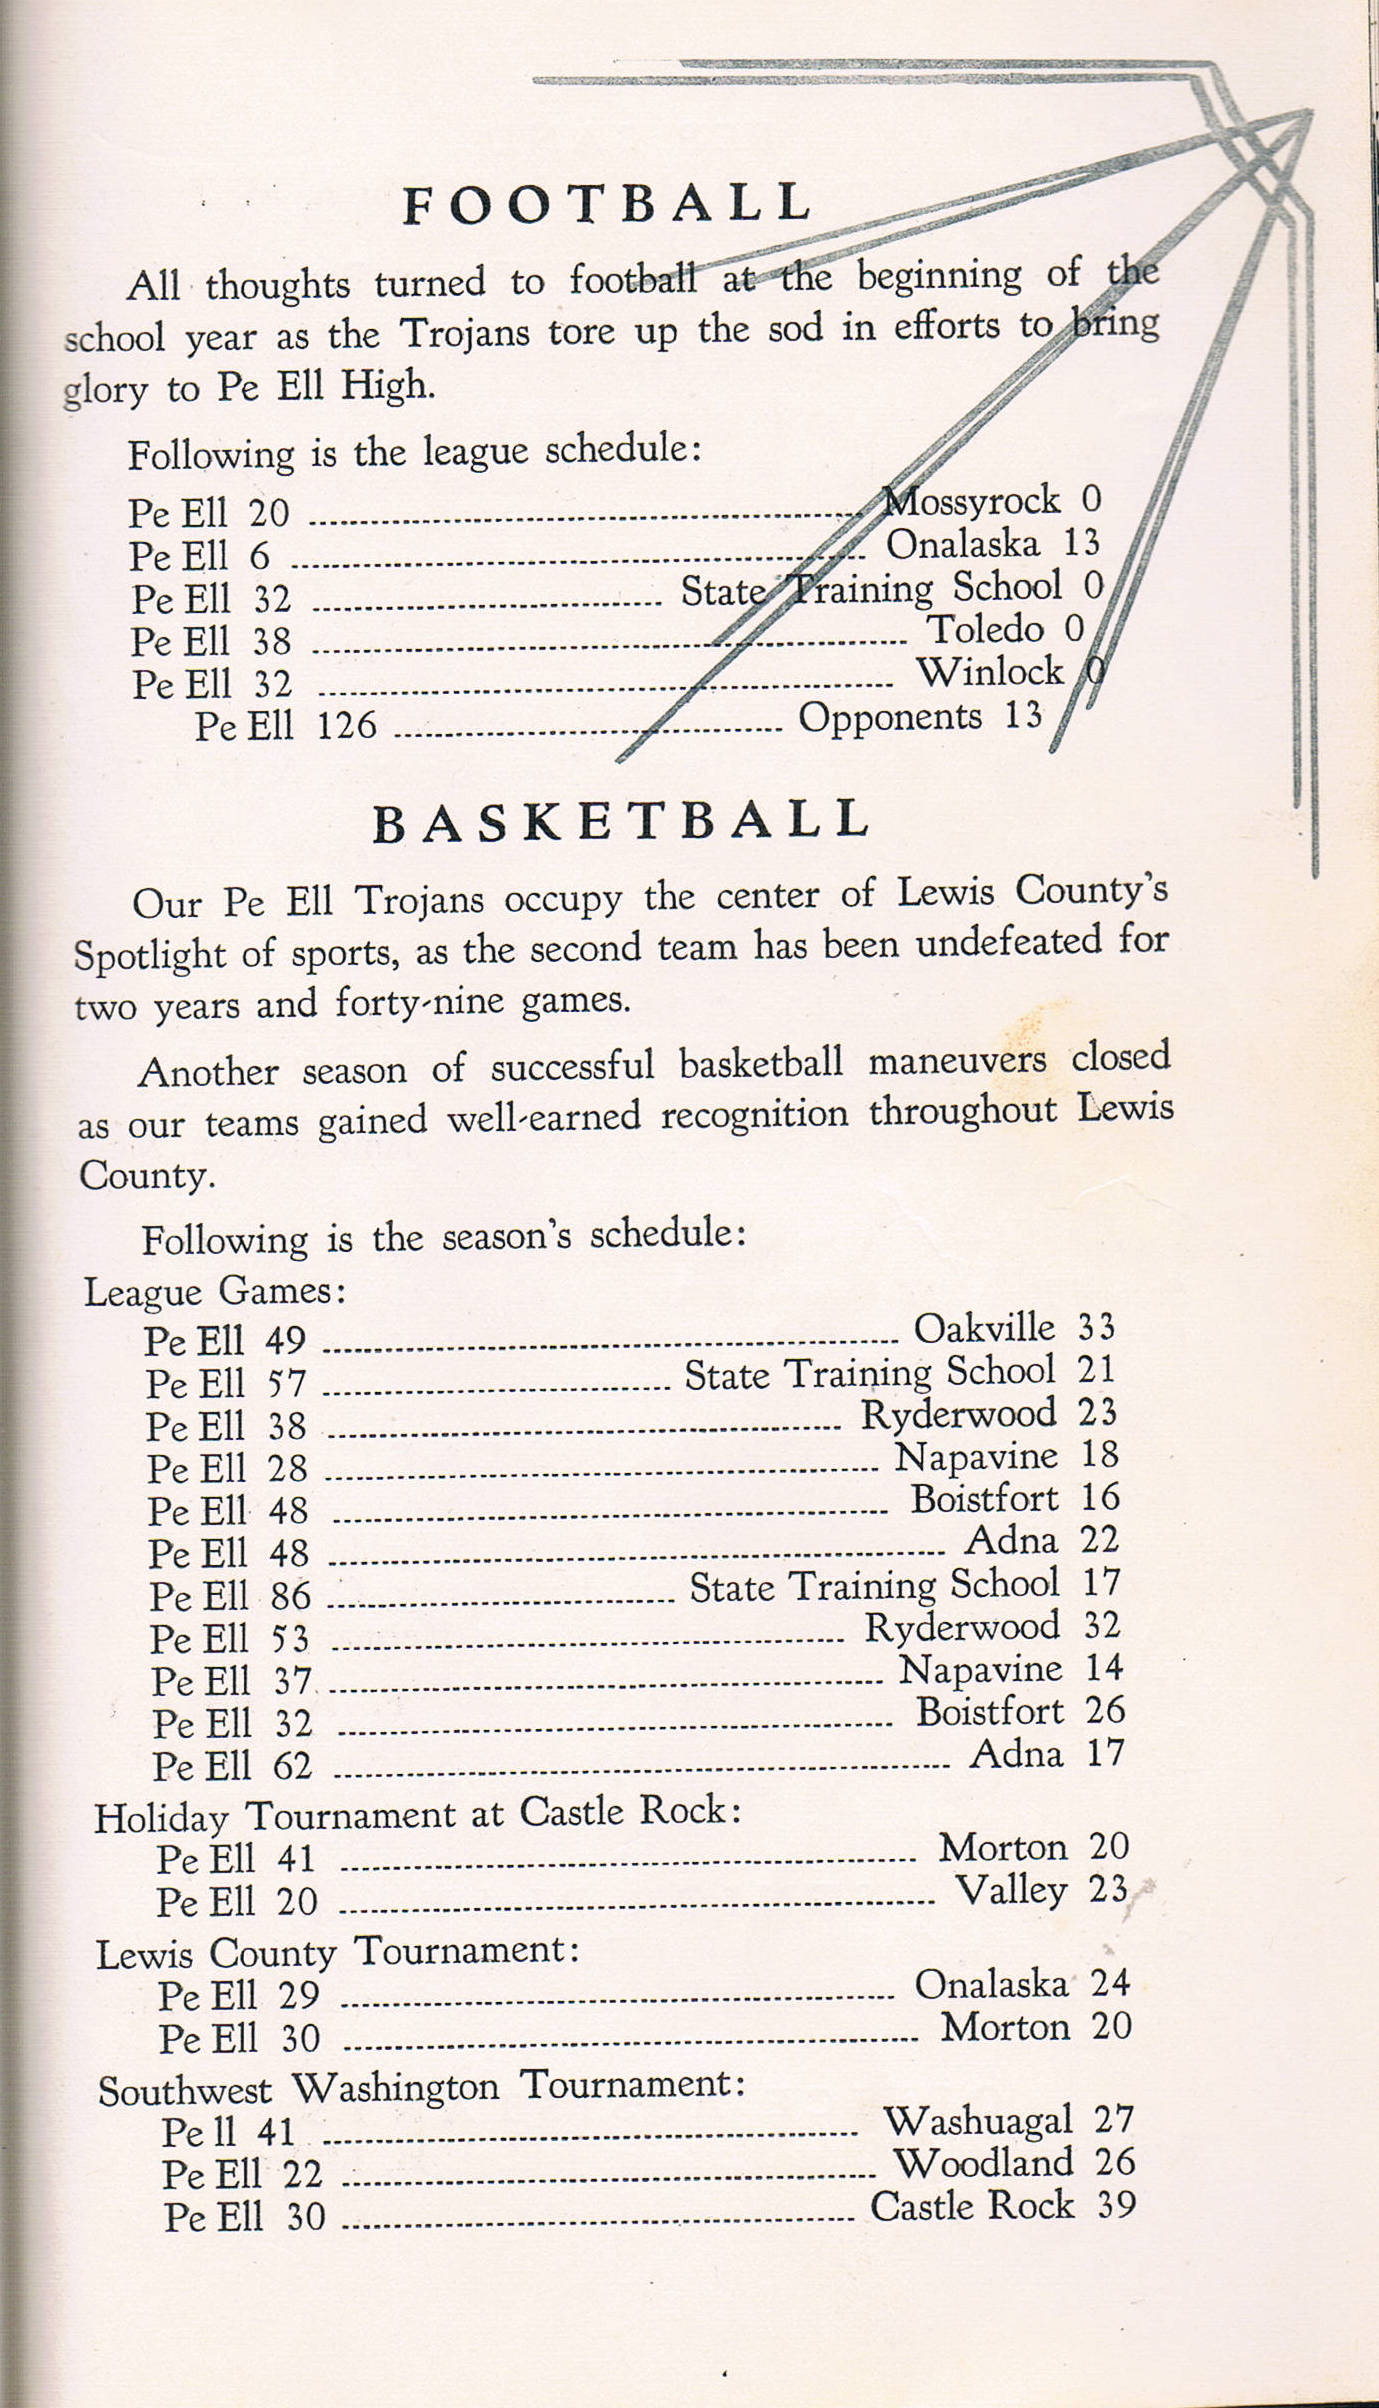 FOOTBALL
All thoughts turned to football at the beginning of the
school year as the Trojans tore up the sod in efforts to bring
glory to Pe Ell High.
Following is the league schedule:
Pe Ell 20 ........................................ Mossyrock 0
Pe Ell 6 ........................................ Onalaska 13
Pe Ell 32 ........................................ State Training School 0
Pe Ell 38 ........................................ Toledo 0
Pe Ell 32 ........................................ Winlock 0
Pe Ell 126 ........................................ Opponents 13
BASKETBALL
Our Pe Ell Trojans occupy the center of Lewis County's
Spotlight of sports, as the second team has been undefeated for
two years and forty-nine games.
Another season of successful basketball maneuvers closed
as our teams gained well-earned recognition throughout Lewis
County.
Following is the season's schedule:
League Games:
Pe Ell 49 ........................................ Oakville 33
Pe Ell 57 ........................................ State Training School 21
Pe Ell 38 ........................................ Ryderwood 23
Pe Ell 28 ........................................ Napavine 18
Pe Ell 48 ........................................ Boistfort 16
Pe Ell 48 ........................................ Adna 22
Pe Ell 86 ........................................ State Training School 17
Pe Ell 53 ........................................ Ryderwood 32
Pe Ell 37 ........................................ Napavine 14
Pe Ell 32 ........................................ Boistfort 26
Pe Ell 62 ........................................ Adna 17
Holiday Tournament at Castle Rock:
Pe Ell 41 ........................................ Morton 20
Pe Ell 20 ........................................ Valley 23
Lewis County Tournament:
Pe Ell 29 ........................................ Onalaska 24
Pe Ell 30 ........................................ Morton 20
Southwest Washington Tournament:
Pe ll 41 ........................................ Washuagal 27
Pe Ell 22 ........................................ Woodland 26
Pe Ell 30 ........................................ Castle Rock 39